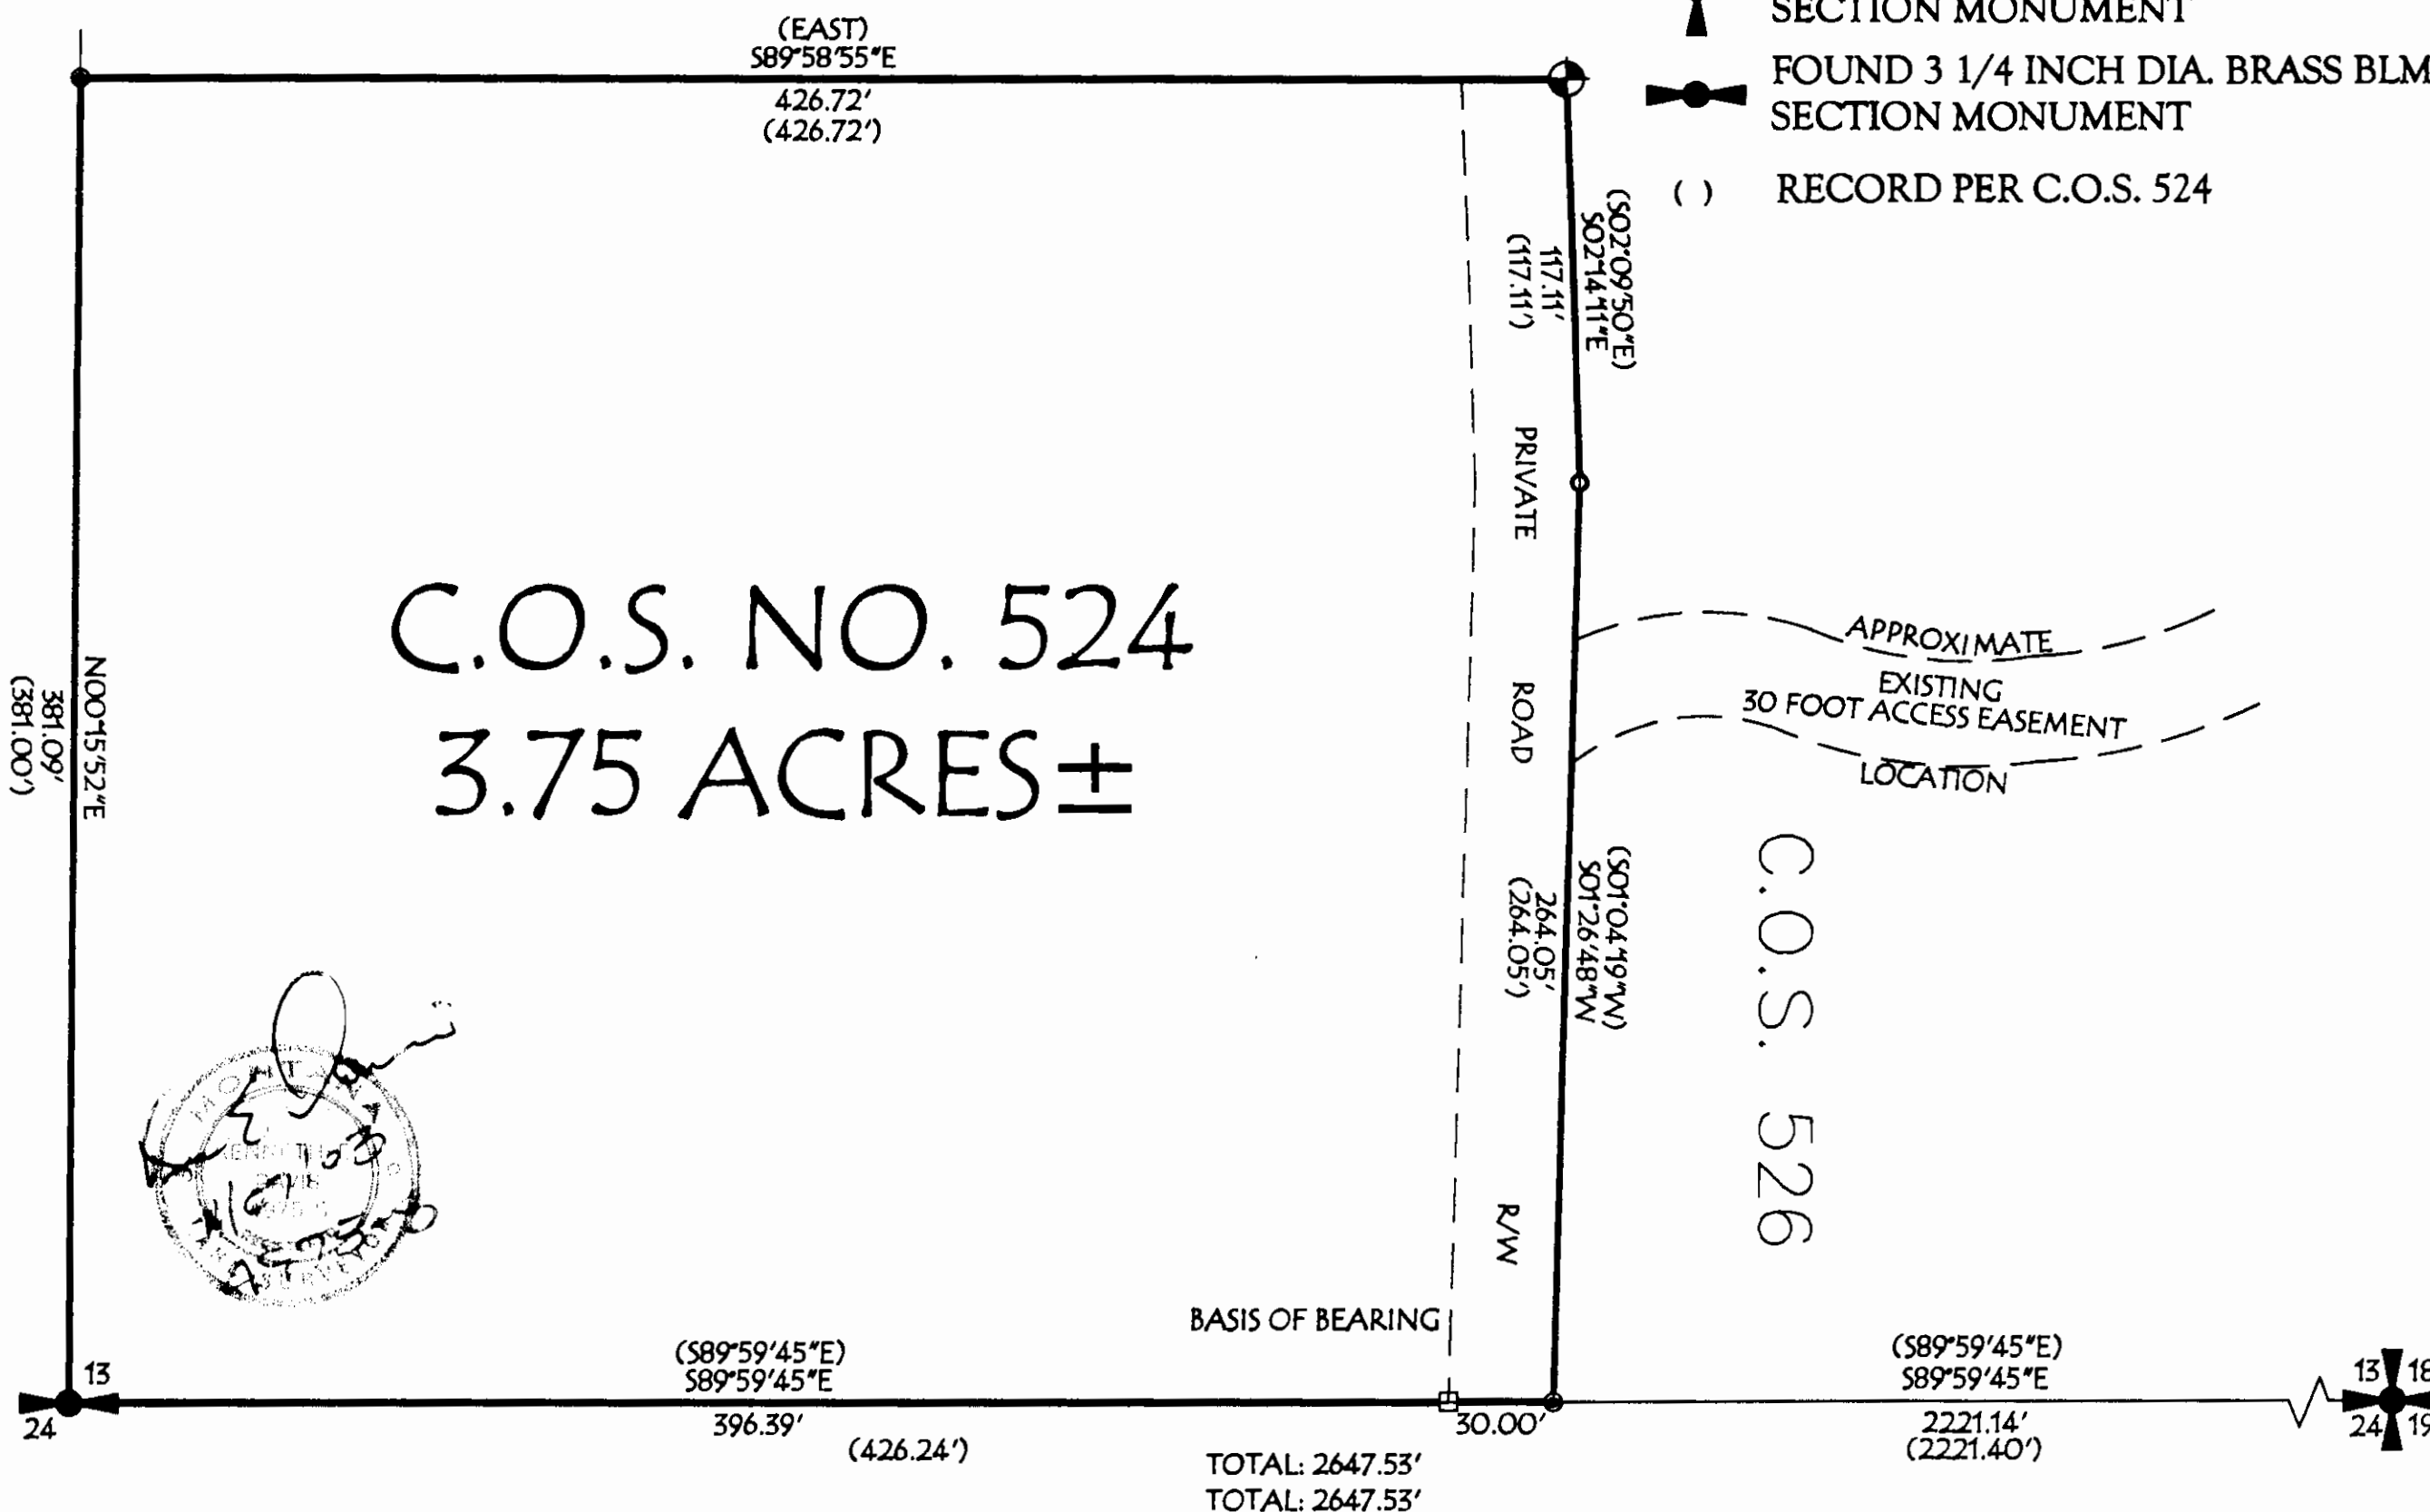 SECTION MONUMENT
FOUND 3 1/4 INCH DIA. BRASS BLM
SECTION MONUMENT
( ) RECORD PER C.O.S. 524
(EAST)
S89°58'55"E
426.72'
(426.72')
(S02°09'50"E)
S02°14'11"E
117.11'
(117.11')
PRIVATE
ROAD
R/W
C.O.S. NO. 524
3.75 ACRES±
N00°15'52"E
381.09'
(381.00')
APPROXIMATE
EXISTING
30 FOOT ACCESS EASEMENT
LOCATION
(S01°04'19"W)
S01°26'48"W
264.05'
(264.05')
C.O.S. 526
MONTANA
BASIS OF BEARING
(S89°59'45"E)
S89°59'45"E
396.39'
(426.24')
30.00'
(S89°59'45"E)
S89°59'45"E
2221.14'
(2221.40')
TOTAL: 2647.53'
TOTAL: 2647.53'
13
24
13 18
24 19